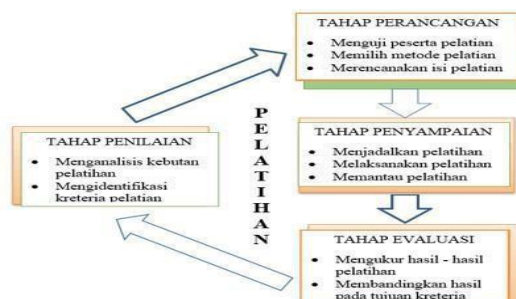 TAHAP PERANCANGAN
• Menguji peserta pelatian
• Memilih metode pelatian
• Merencanakan isi pelatian
TAHAP PENYAMPAIAN
• Menjadalkan pelatihan
• Melaksanakan pelatihan
• Memantau pelatihan
TAHAP EVALUASI
• Mengukur hasil - hasil
pelatihan
• Membandingkan hasil
pada tujuan kreteria
TAHAP PENILAIAN
• Menganalisis kebutan
pelatihan
• Mengidentifikasi
kreteria pelatian
PELATIHAN